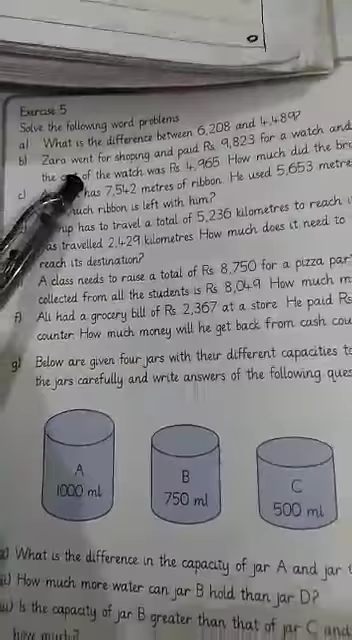 Exercise 5
Solve the following word problems
a) What is the difference between 6,208 and 4,489?
b) Zara went for shoping and paid Rs. 9,823 for a watch and
the of the watch was Rs. 4,965 How much did the
c) has 7,542 metres of ribbon. He used 5,653 metre
much ribbon is left with him?
has to travel a total of 5,236 kilometres to reach
has travelled 2,429 kilometres How much does it need to
reach its destination?
A class needs to raise a total of Rs 8,750 for a pizza par
collected from all the students is Rs 8,049 How much m
f) Ali had a grocery bill of Rs 2,367 at a store He paid Rs
counter. How much money will he get back from cash cou
g) Below are given four jars with their different capacities to
the jars carefully and write answers of the following ques
A
1000 ml
B
750 ml
C
500 ml
i) What is the difference in the capacity of jar A and jar
ii) How much more water can jar B hold than jar D?
iii) Is the capacity of jar B greater than that of jar C and
how much?